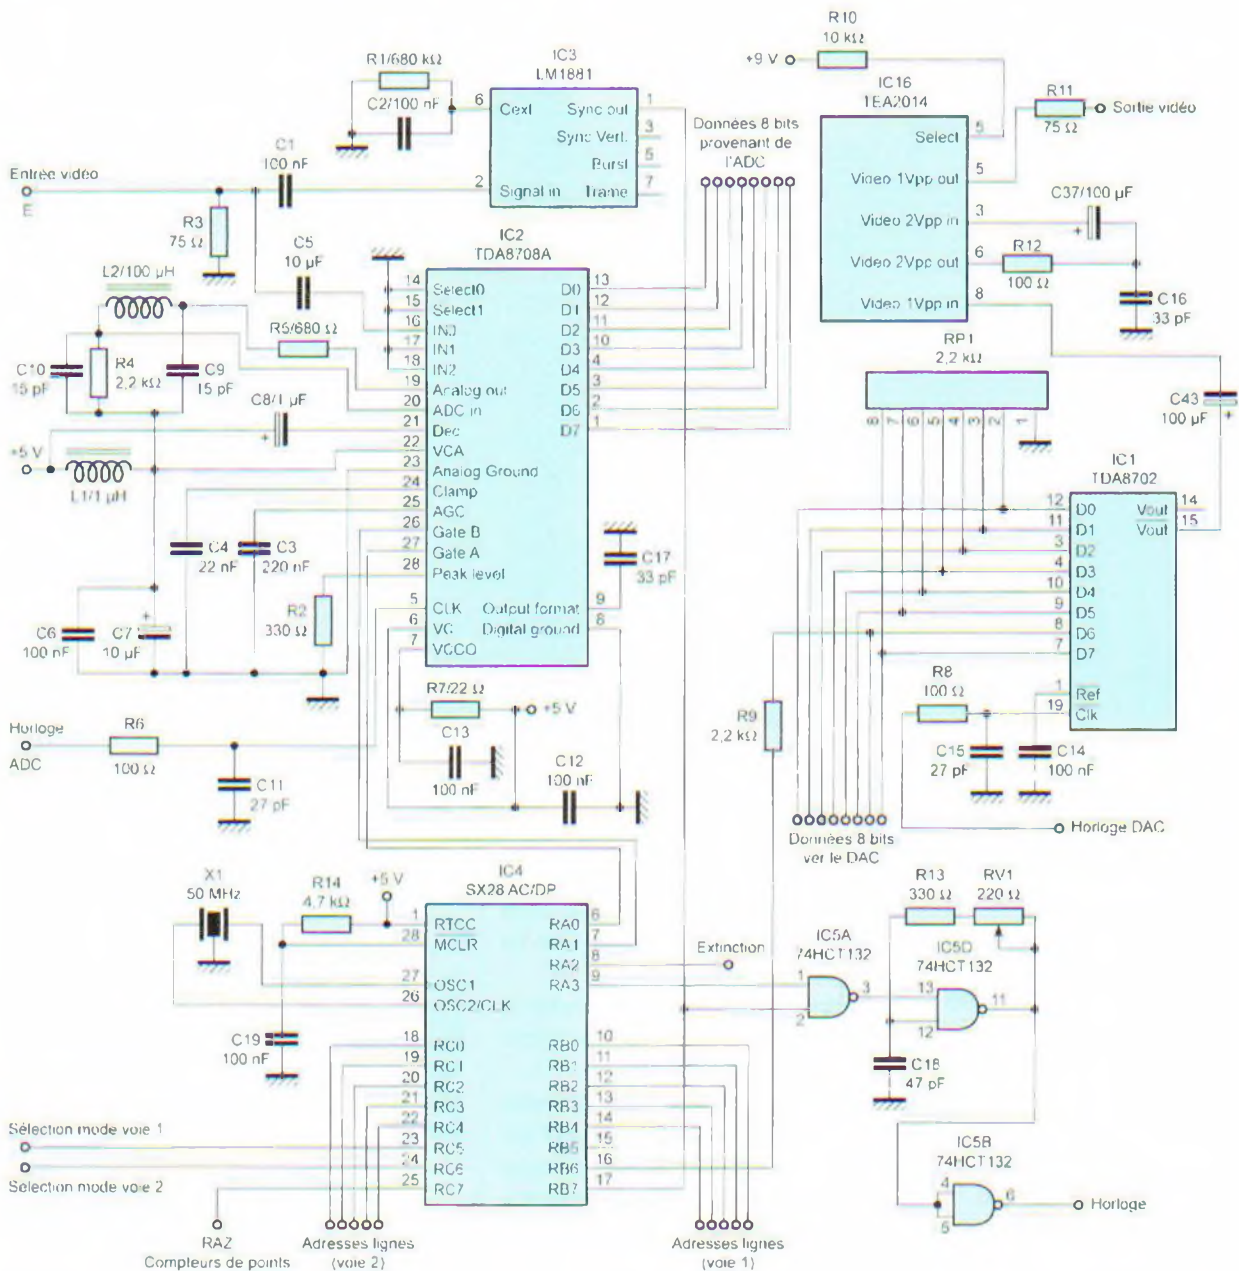 R10
10 kΩ
+9 V
IC16
TEA2014
R11
75 Ω
Sortie vidéo
Select
5
Video 1Vpp out
5
Video 2Vpp in
3
Video 2Vpp out
6
Video 1Vpp in
8
C37/100 µF
+
R12
100 Ω
C16
33 pF
R1/680 kΩ
C2/100 nF
IC3
LM1881
6
Cext
Sync out
1
Sync Vert.
3
Burst
5
2
Signal in
Trame
7
Données 8 bits
provenant de
l'ADC
C1
100 nF
Entrée vidéo
E
R3
75 Ω
C5
10 µF
IC2
TDA8708A
14
Select0
D0
13
15
Select1
D1
12
16
IN0
D2
11
17
IN1
D3
10
18
IN2
D4
4
19
Analog out
D5
3
20
ADC in
D6
2
21
Dec
D7
1
22
VCA
23
Analog Ground
24
Clamp
25
AGC
26
Gate B
27
Gate A
28
Peak level
5
CLK
Output format
9
6
VC
Digital ground
8
7
VCCO
L2/100 µH
R5/680 Ω
C10
15 pF
R4
2,2 kΩ
C9
15 pF
C8/1 µF
+
+5 V
L1/1 µH
C4
22 nF
C3
220 nF
R2
330 Ω
C6
100 nF
C7
10 µF
+
C17
33 pF
RP1
2,2 kΩ
8
7
6
5
4
3
2
1
C43
100 µF
+
IC1
TDA8702
12
D0
Vout
14
11
D1
Vout
15
3
D2
4
D3
10
D4
9
D5
8
D6
7
D7
1
Ref
19
Clk
R8
100 Ω
C15
27 pF
C14
100 nF
R9
2,2 kΩ
Horloge
ADC
R6
100 Ω
C11
27 pF
R7/22 Ω
+5 V
C13
100 nF
C12
100 nF
Données 8 bits
ver le DAC
Horloge DAC
X1
50 MHz
R14
4,7 kΩ
+5 V
C19
100 nF
IC4
SX28 AC/DP
1
RTCC
RA0
6
28
MCLR
RA1
7
RA2
8
27
OSC1
RA3
9
26
OSC2/CLK
18
RC0
RB0
10
19
RC1
RB1
11
20
RC2
RB2
12
21
RC3
RB3
13
22
RC4
RB4
14
23
RC5
RB5
15
24
RC6
RB6
16
25
RC7
RB7
17
Extinction
IC5A
74HCT132
1
2
3
R13
330 Ω
RV1
220 Ω
IC5D
74HCT132
13
12
11
C18
47 pF
IC5B
74HCT132
4
5
6
Horloge
Sélection mode voie 1
Sélection mode voie 2
RAZ
Compteurs de points
Adresses lignes
(voie 2)
Adresses lignes
(voie 1)